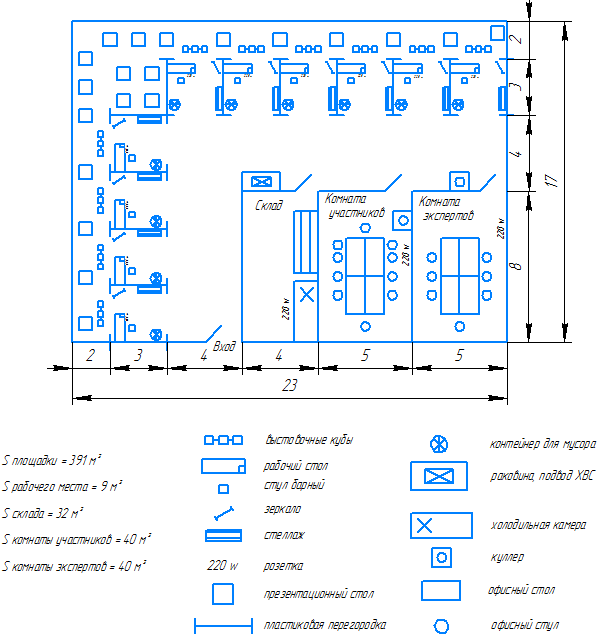 2
3
4
17
8
Склад
Комната
участников
Комната
экспертов
220 w
220 w
220 w
Вход
2
3
4
4
5
5
23
S площадки = 391 м²
S рабочего места = 9 м²
S склада = 32 м²
S комнаты участников = 40 м²
S комнаты экспертов = 40 м²
выставочные кубы
рабочий стол
стул барный
зеркало
стеллаж
220 w розетка
презентационный стол
пластиковая перегородка
контейнер для мусора
раковина, подвод ХВС
холодильная камера
куллер
офисный стол
офисный стул